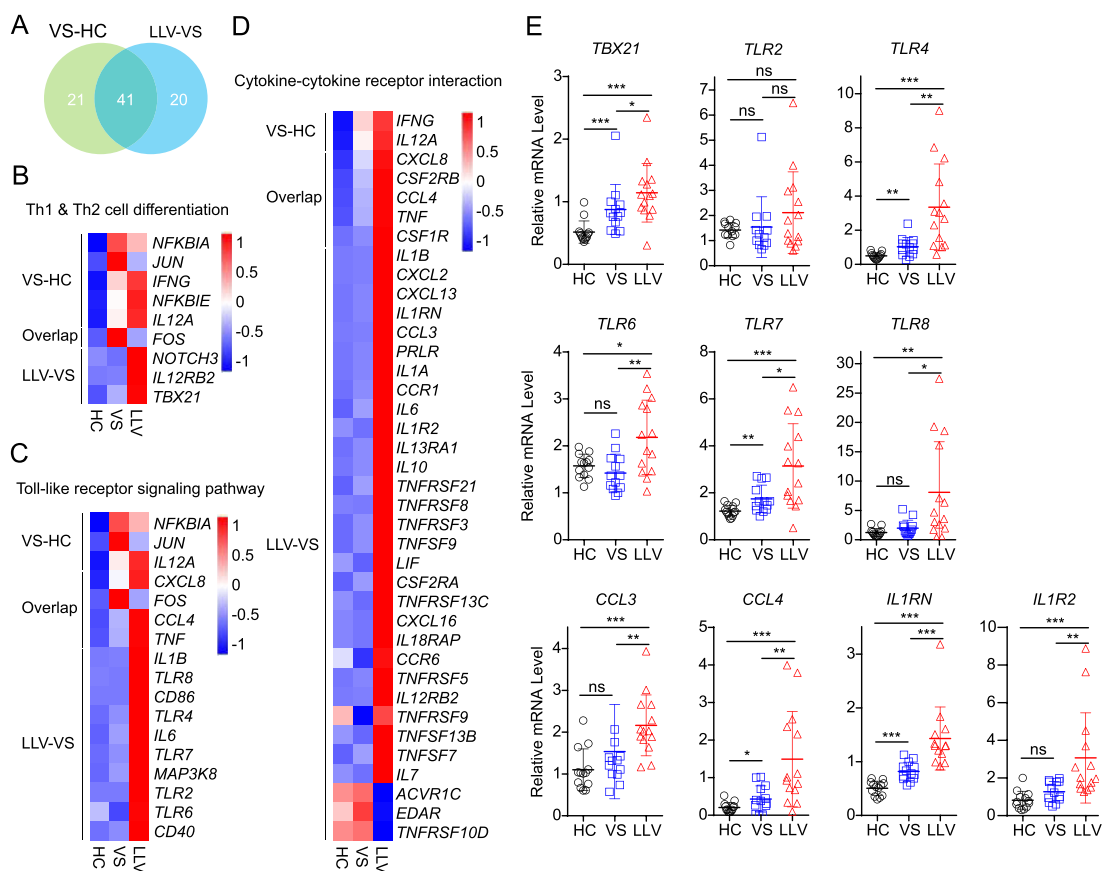 A
VS-HC
LLV-VS
21
41
20
B
Th1 & Th2 cell differentiation
VS-HC
Overlap
LLV-VS
NFKBIA
JUN
IFNG
NFKBIE
IL12A
FOS
NOTCH3
IL12RB2
TBX21
HC
VS
LLV
1
0.5
0
-0.5
-1
C
Toll-like receptor signaling pathway
VS-HC
Overlap
LLV-VS
NFKBIA
JUN
IL12A
CXCL8
FOS
CCL4
TNF
IL1B
TLR8
CD86
TLR4
IL6
TLR7
MAP3K8
TLR2
TLR6
CD40
HC
VS
LLV
1
0.5
0
-0.5
-1
D
Cytokine-cytokine receptor interaction
VS-HC
Overlap
LLV-VS
IFNG
IL12A
CXCL8
CSF2RB
CCL4
TNF
CSF1R
IL1B
CXCL2
CXCL13
IL1RN
CCL3
PRLR
IL1A
CCR1
IL6
IL1R2
IL13RA1
IL10
TNFRSF21
TNFRSF8
TNFRSF3
TNFSF9
LIF
CSF2RA
TNFRSF13C
CXCL16
IL18RAP
CCR6
TNFRSF5
IL12RB2
TNFRSF9
TNFSF13B
TNFSF7
IL7
ACVR1C
EDAR
TNFRSF10D
HC
VS
LLV
1
0.5
0
-0.5
-1
E
TBX21
Relative mRNA Level
3
2
1
0
***
***
*
HC VS LLV
TLR2
7
6
5
4
3
2
1
0
ns
ns
ns
HC VS LLV
TLR4
10
8
6
4
2
0
***
**
**
HC VS LLV
TLR6
Relative mRNA Level
6
4
2
0
*
**
ns
HC VS LLV
TLR7
8
6
4
2
0
***
*
**
HC VS LLV
TLR8
30
25
20
15
10
5
0
**
*
ns
HC VS LLV
CCL3
Relative mRNA Level
4
3
2
1
0
***
**
ns
HC VS LLV
CCL4
5
4
3
2
1
0
***
**
*
HC VS LLV
IL1RN
3
2
1
0
***
***
***
HC VS LLV
IL1R2
10
8
6
4
2
0
***
**
ns
HC VS LLV